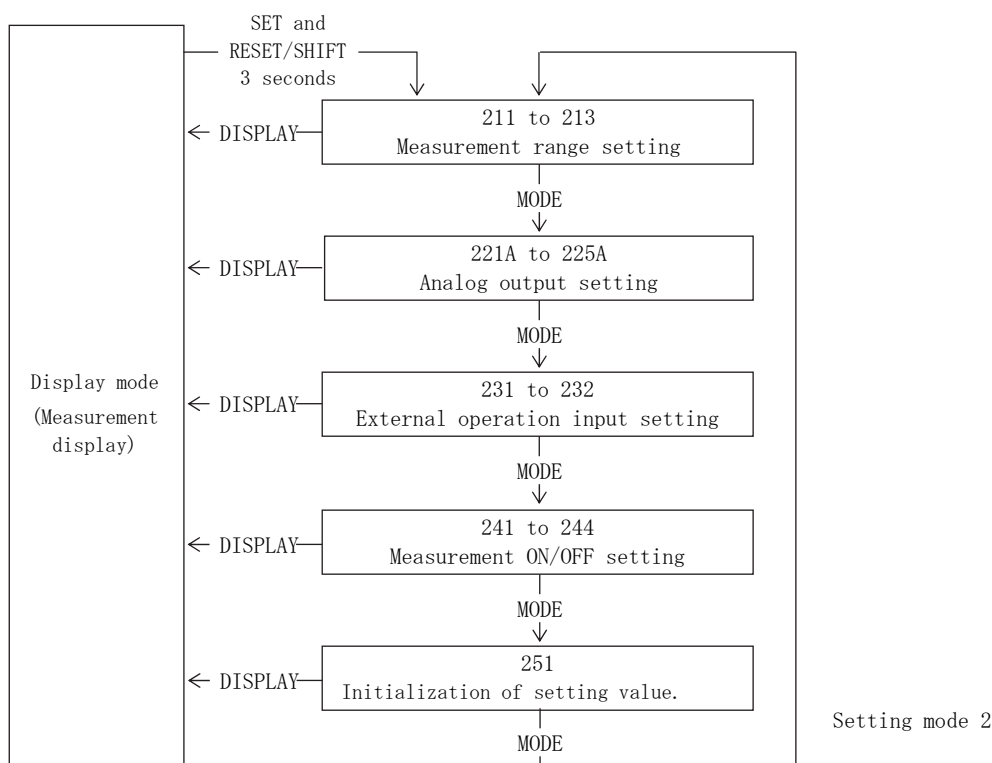 SET and
RESET/SHIFT
3 seconds
211 to 213
DISPLAY
Measurement range setting
MODE
221A to 225A
DISPLAY
Analog output setting
MODE
Display mode
(Measurement
display)
231 to 232
DISPLAY
External operation input setting
MODE
241 to 244
DISPLAY
Measurement ON/OFF setting
MODE
251
DISPLAY
Initialization of setting value.
Setting mode 2
MODE